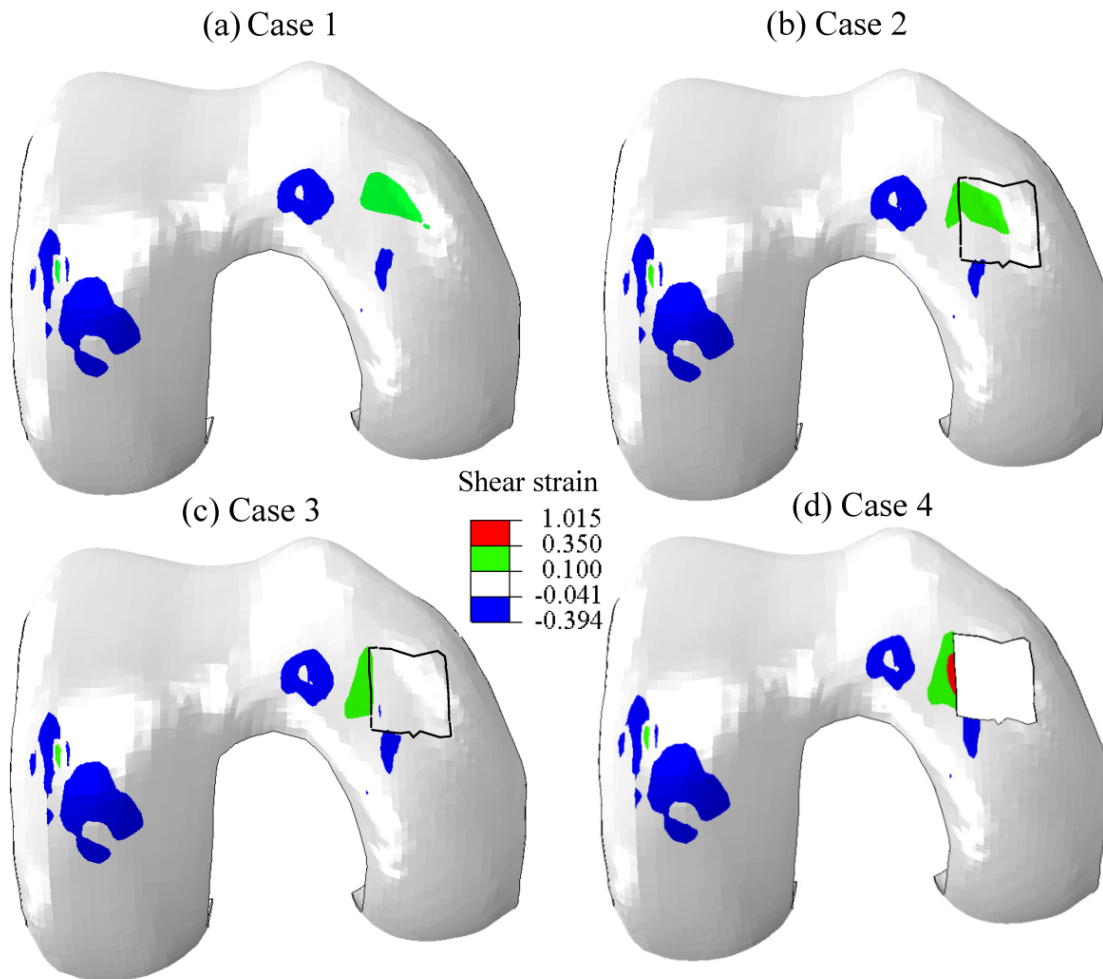 (a) Case 1
(b) Case 2
(c) Case 3
Shear strain
1.015
0.350
0.100
-0.041
-0.394
(d) Case 4